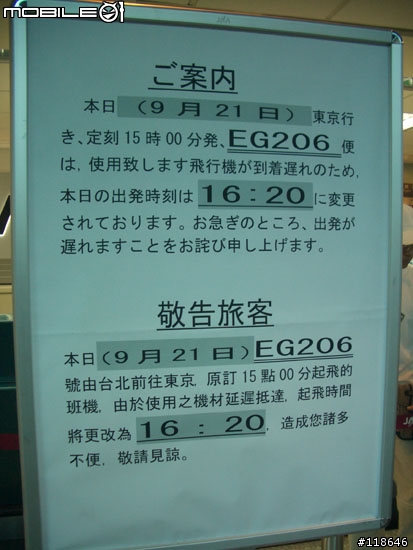 MOBILE01
ご案内
本日（9月21日）東京行
き、定刻15時00分発、EG206便
は，使用致します飛行機が到着遅れのため，
本日の出発時刻は16：20に変更
されております。お急ぎのところ、出発が
遅れますことをお詫び申し上げます。
敬告旅客
本日（9月21日）EG206
號由台北前往東京，原訂15點00分起飛的
班機，由於使用之機材延遲抵達，起飛時間
將更改為16：20，造成您諸多
不便，敬請見諒。
#118646